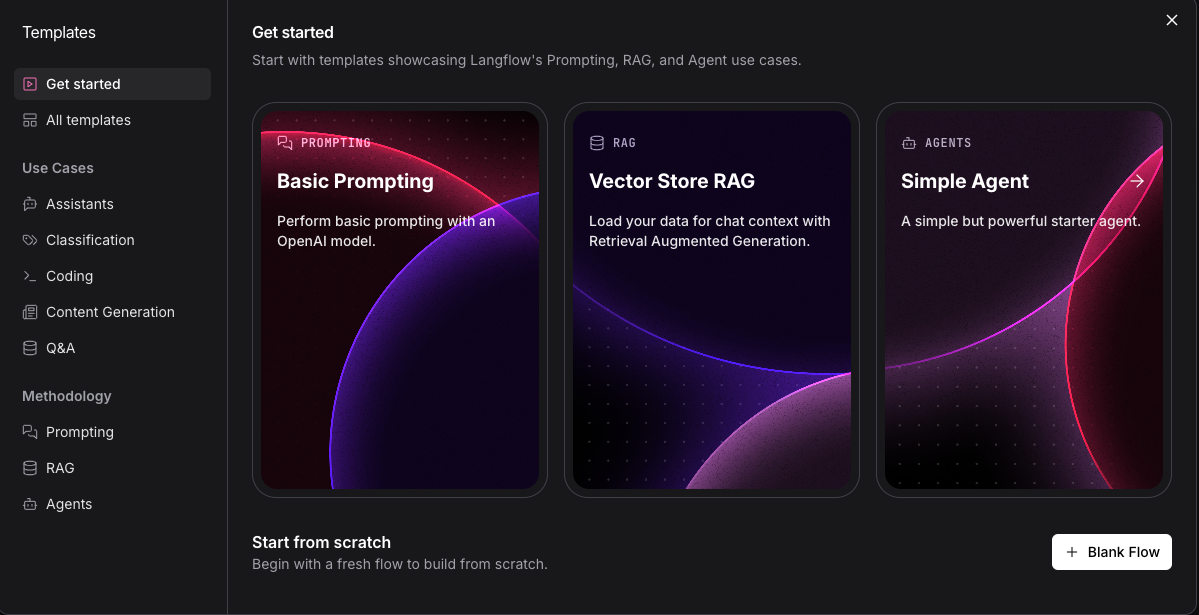 Templates
Get started
All templates
Use Cases
Assistants
Classification
Coding
Content Generation
Q&A
Methodology
Prompting
RAG
Agents
Get started
Start with templates showcasing Langflow's Prompting, RAG, and Agent use cases.
PROMPTING
Basic Prompting
Perform basic prompting with an
OpenAI model.
RAG
Vector Store RAG
Load your data for chat context with
Retrieval Augmented Generation.
AGENTS
Simple Agent
A simple but powerful starter agent.
Start from scratch
Begin with a fresh flow to build from scratch.
Blank Flow